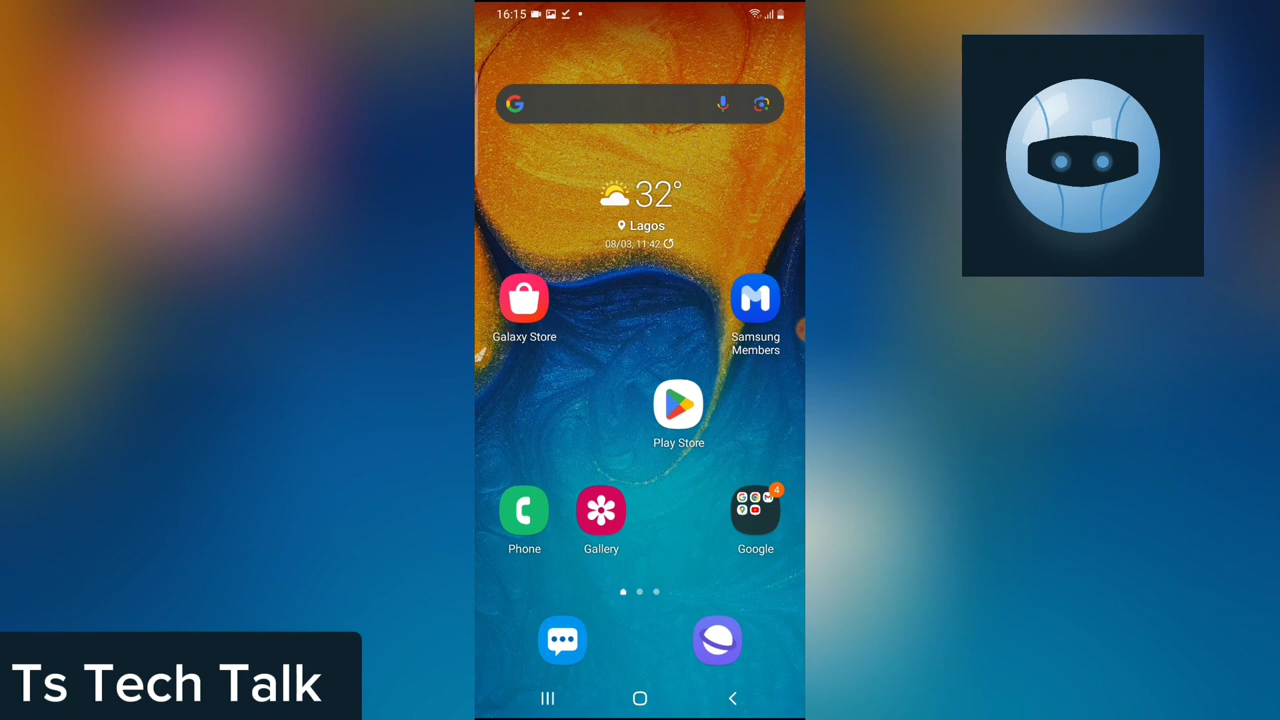 16:15
32°
Lagos
08/03, 11:42
Galaxy Store
Samsung
Members
Play Store
4
Phone
Gallery
Google
Ts Tech Talk